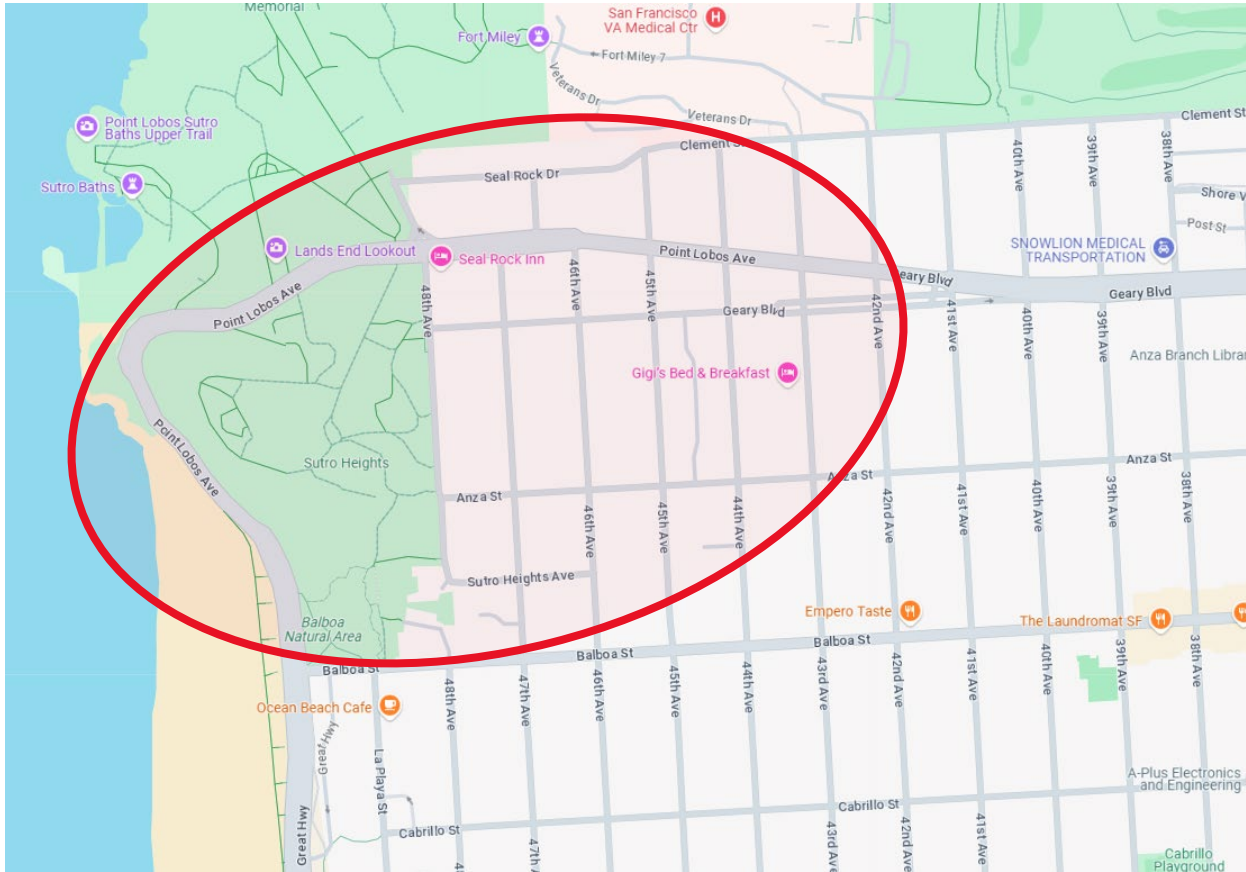 Memorial
San Francisco
VA Medical Ctr
H
Fort Miley
Fort Miley 7
Veterans Dr
Veterans Dr
Clement St
Point Lobos Sutro
Baths Upper Trail
Clement
40th Ave
39th Ave
38th Ave
Seal Rock Dr
Sutro Baths
Shore
Post St
Lands End Lookout
Seal Rock Inn
Point Lobos Ave
SNOWLION MEDICAL
TRANSPORTATION
46th Ave
45th Ave
Geary Blvd
Geary Blvd
48th Ave
Point Lobos Ave
Geary Blvd
42nd Ave
41st Ave
40th Ave
39th Ave
Anza Branch
Gigi's Bed & Breakfast
Point Lobos Ave
Sutro Heights
Anza St
Anza St
Anza St
46th Ave
45th Ave
44th Ave
42nd Ave
41st Ave
40th Ave
39th Ave
38th Ave
Sutro Heights Ave
Empero Taste
The Laundromat SF
Balboa
Natural Area
Balboa St
Balboa St
Balboa St
48th Ave
47th Ave
46th Ave
45th Ave
44th Ave
43rd Ave
42nd Ave
41st Ave
40th Ave
39th Ave
38th Ave
Ocean Beach Cafe
Great Hwy
La Playa St
A-Plus Electronics
and Engineering
Great Hwy
Cabrillo St
Cabrillo St
47th
43rd Ave
42nd Ave
41st Ave
Cabrillo
Playground